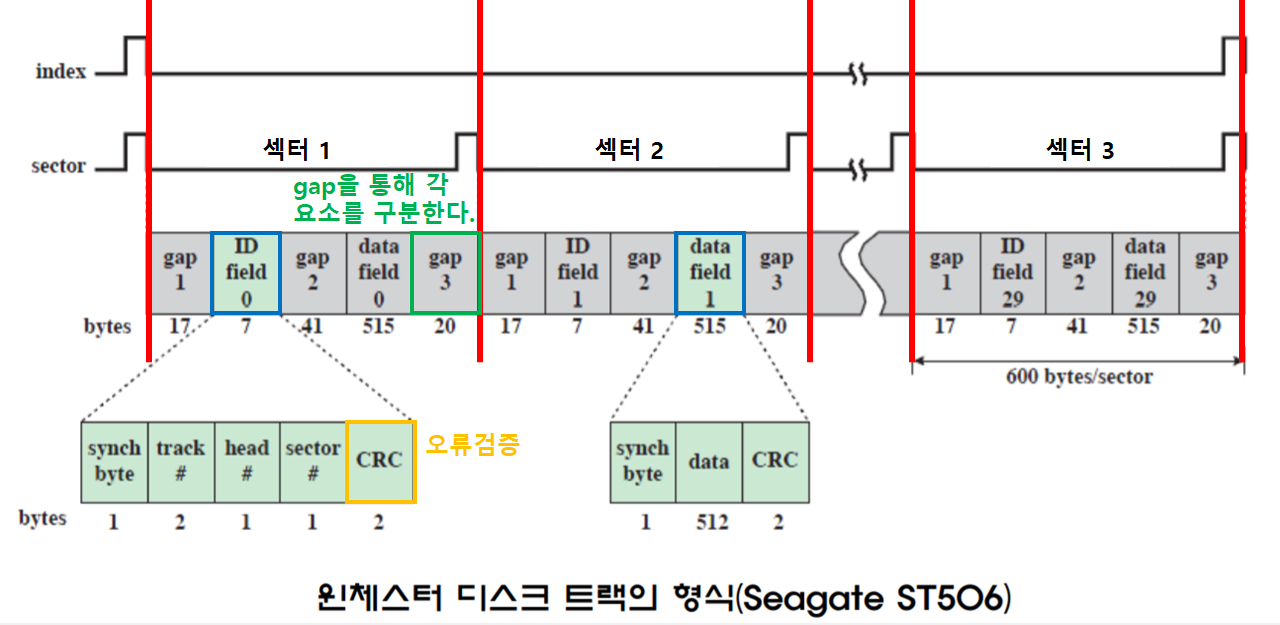 index
sector
섹터 1
섹터 2
섹터 3
gap을 통해 각
요소를 구분한다.
gap 1
ID field 0
gap 2
data field 0
gap 3
gap 1
ID field 1
gap 2
data field 1
gap 3
gap 1
ID field 29
gap 2
data field 29
gap 3
bytes 17 7 41 515 20 17 7 41 515 20 17 7 41 515 20
600 bytes/sector
synch byte
track #
head #
sector #
CRC
오류검증
synch byte
data
CRC
bytes 1 2 1 1 2 1 512 2
윈체스터 디스크 트랙의 형식(Seagate ST506)